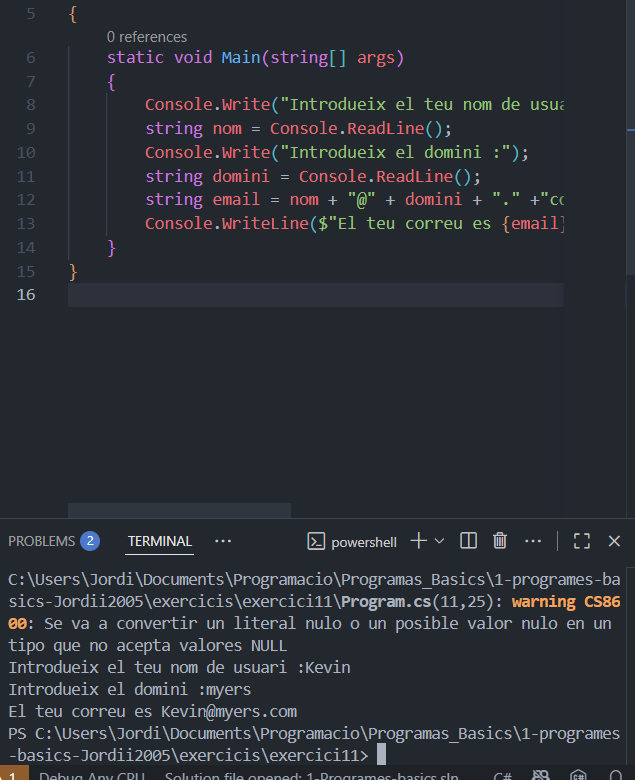 5 {
0 references
6 static void Main(string[] args)
7 {
8 Console.Write("Introdueix el teu nom de
9 string nom = Console.ReadLine();
10 Console.Write("Introdueix el domini :");
11 string domini = Console.ReadLine();
12 string email = nom + "@" + domini + "." +"co
13 Console.WriteLine($"El teu correu es {email}
14 }
15 }
16
PROBLEMS 2 TERMINAL ... powershell
C:\Users\Jordi\Documents\Programacio\Programas_Basics\1-programes-ba
sics-Jordii2005\exercicis\exercici11\Program.cs(11,25): warning CS86
00: Se va a convertir un literal nulo o un posible valor nulo en un
tipo que no acepta valores NULL
Introdueix el teu nom de usuari :Kevin
Introdueix el domini :myers
El teu correu es Kevin@myers.com
PS C:\Users\Jordi\Documents\Programacio\Programas_Basics\1-programes
-basics-Jordii2005\exercicis\exercici11>
1 Debug Any CPU Solution file opened: 1-Programes-basics.sln C#